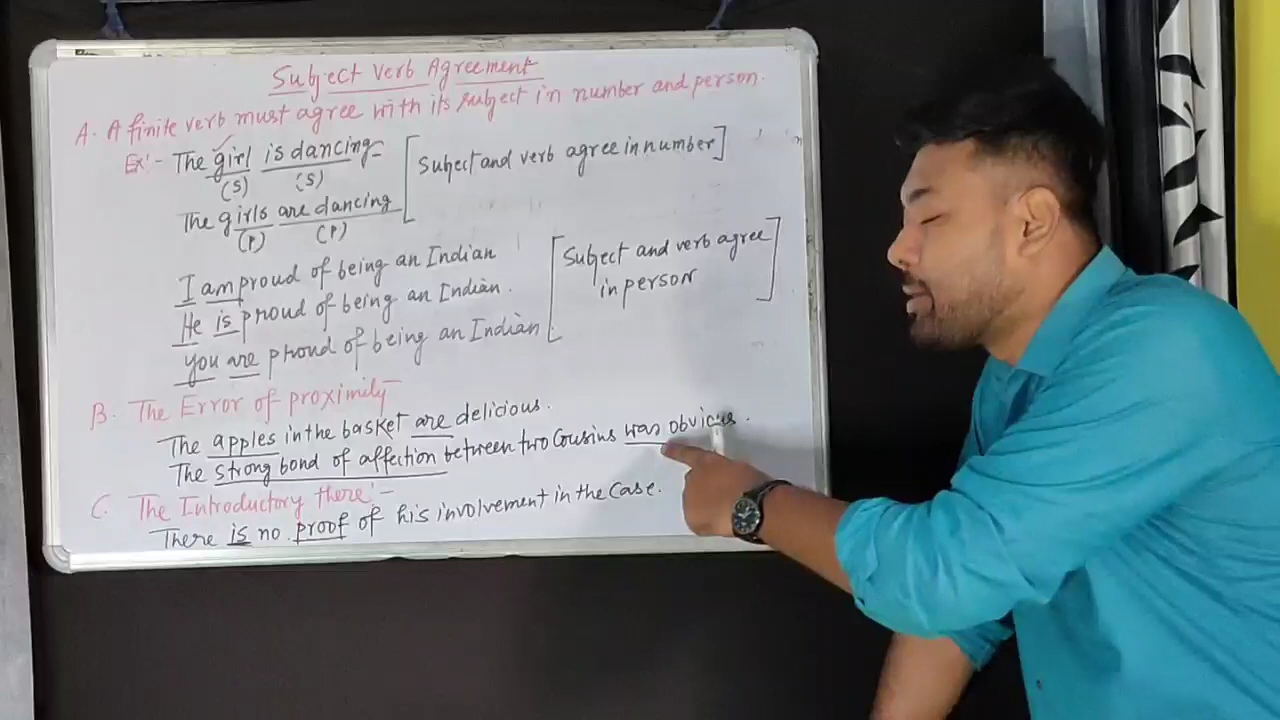 Subject Verb Agreement
A. A finite verb must agree with its subject in number and person.
Ex:- The girl is dancing [Subject and verb agree in number]
(S) (S)
The girls are dancing
(P) (P)
I am proud of being an Indian [Subject and verb agree
in person]
He is proud of being an Indian.
you are proud of being an Indian
B. The Error of proximity-
The apples in the basket are delicious.
The strong bond of affection between two Cousins was obvious.
C. The Introductory there:-
There is no proof of his involvement in the Case.